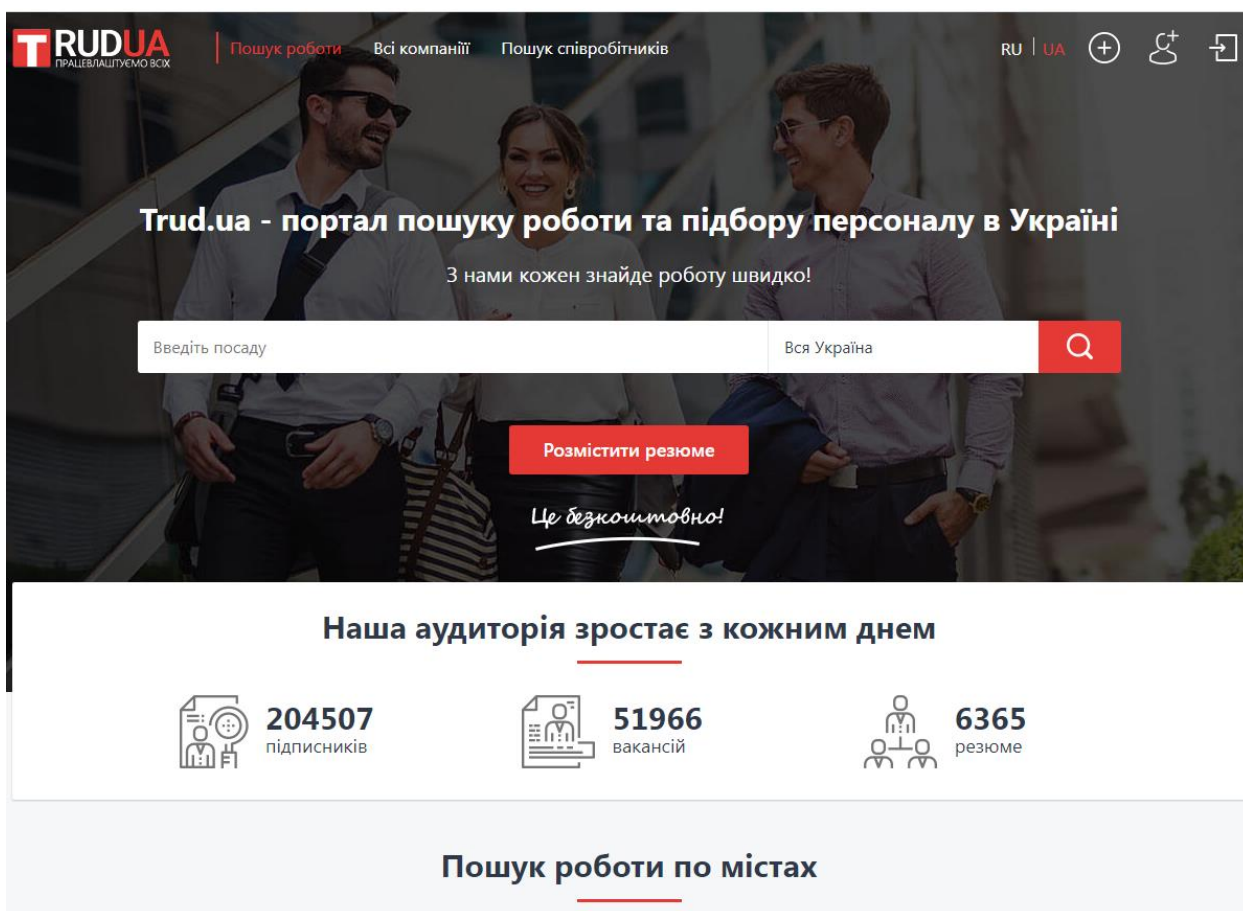 TRUDUA
ПРАЦЕВЛАШТУЄМО ВСІХ
Пошук роботи Всі компаніїї Пошук співробітників RU | UA
Trud.ua - портал пошуку роботи та підбору персоналу в Україні
З нами кожен знайде роботу швидко!
Введіть посаду Вся Україна
Розмістити резюме
Це безкоштовно!
Наша аудиторія зростає з кожним днем
204507 51966 6365
підписників вакансій резюме
Пошук роботи по містах